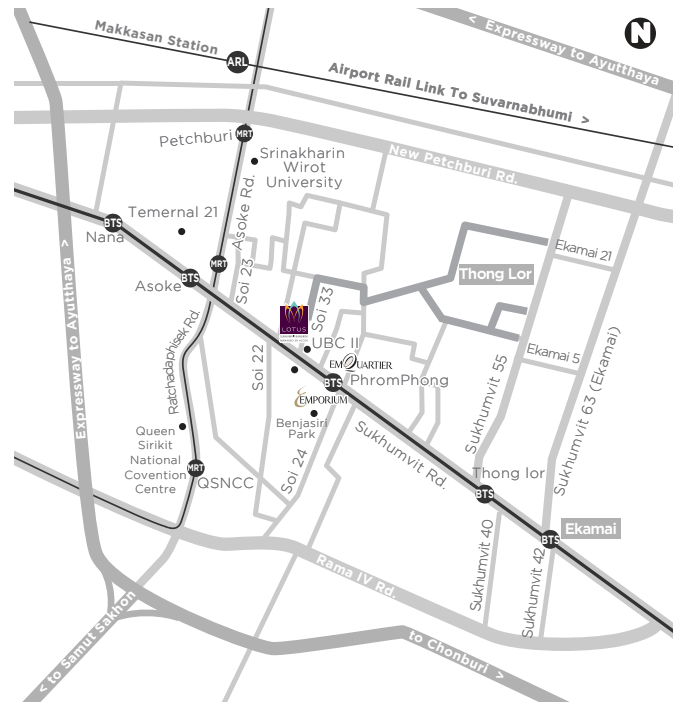 < Expressway to Ayutthaya
N
Makkasan Station
ARL
Airport Rail Link To Suvarnabhumi >
Petchburi
MRT
Srinakharin
Wirot
University
New Petchburi Rd.
Temernal 21
Asoke Rd.
BTS
Nana
Soi 23
MRT
Ekamai 21
Thong Lor
Expressway to Ayutthaya >
Asoke
BTS
Soi 33
LOTUS
UBC II
Ratchadaphisek Rd.
Soi 22
EMQUARTIER
BTS
PhromPhong
Ekamai 5
Sukhumvit 55
Sukhumvit 63 (Ekamai)
EMPORIUM
Benjasiri
Park
Queen
Sirikit
National
Covention
Centre
MRT
QSNCC
Soi 24
Sukhumvit Rd.
Thong lor
BTS
Ekamai
BTS
Sukhumvit 40
Sukhumvit 42
Rama IV Rd.
< to Samut Sakhon
to Chonburi >